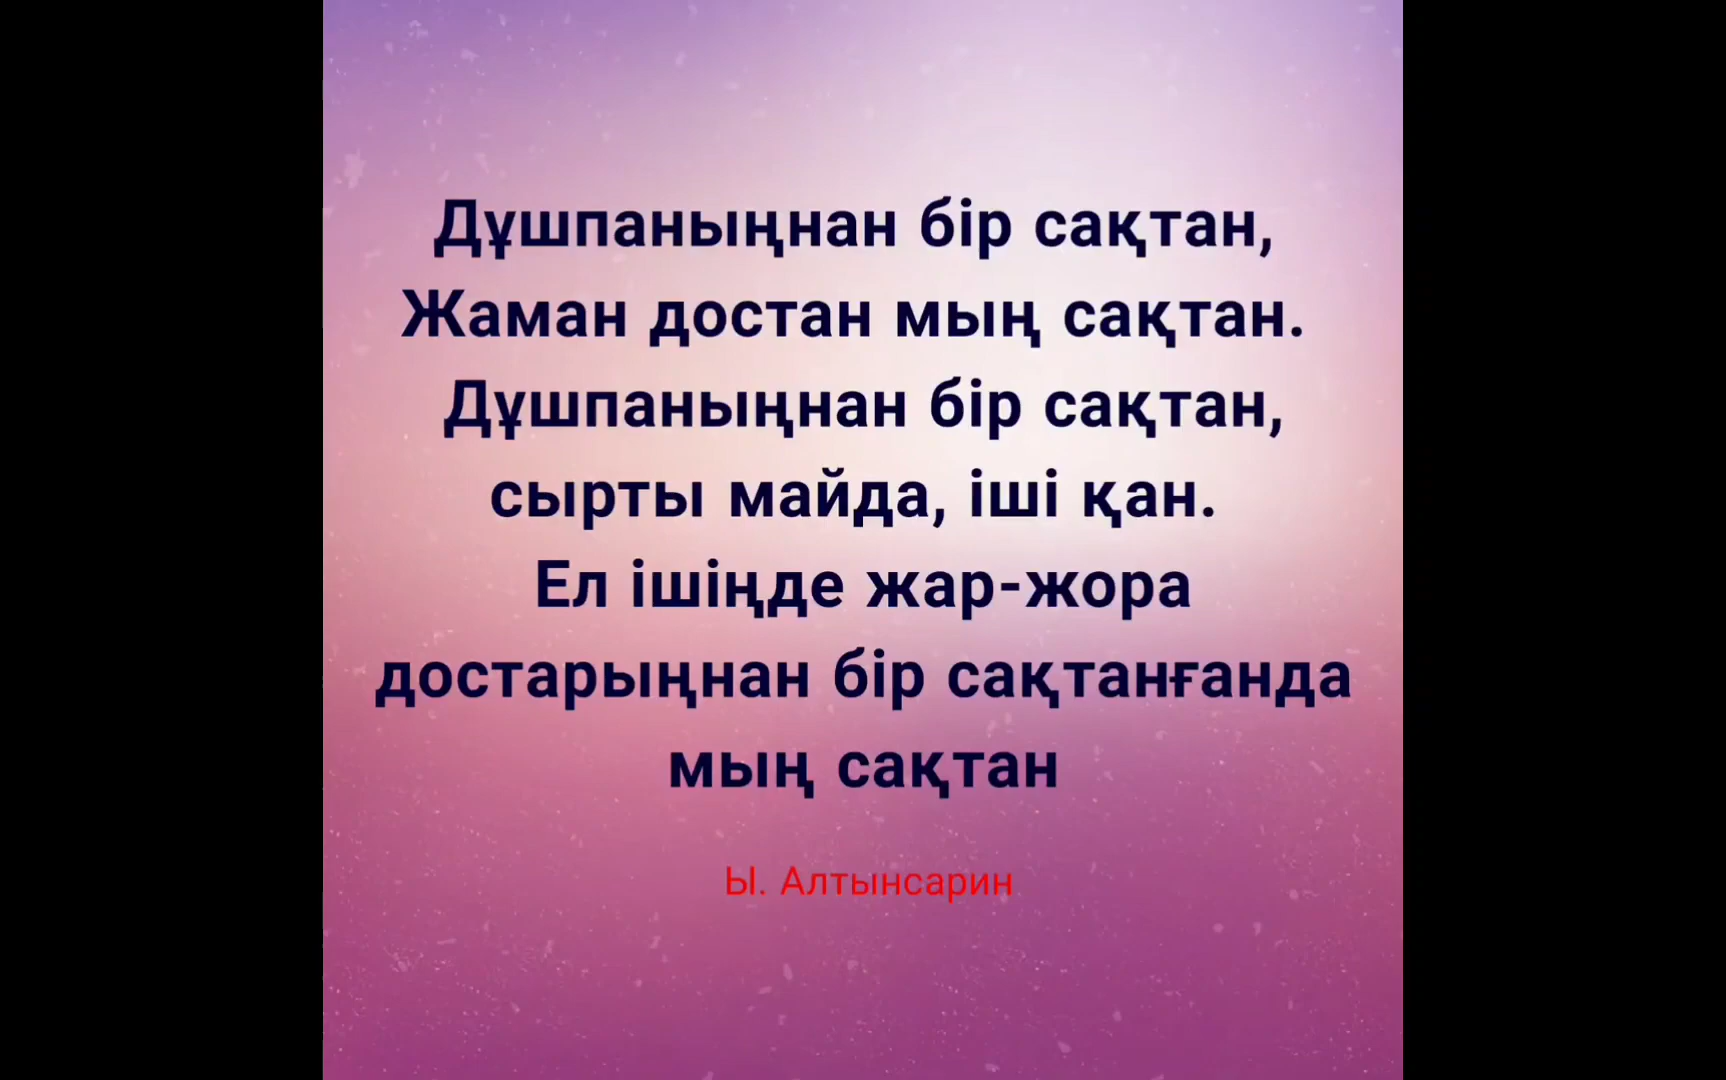 Дұшпаныңнан бір сақтан,
Жаман достан мың сақтан.
Дұшпаныңнан бір сақтан,
сырты майда, іші қан.
Ел ішіңде жар-жора
достарыңнан бір сақтанғанда
мың сақтан
Ы. Алтынсарин